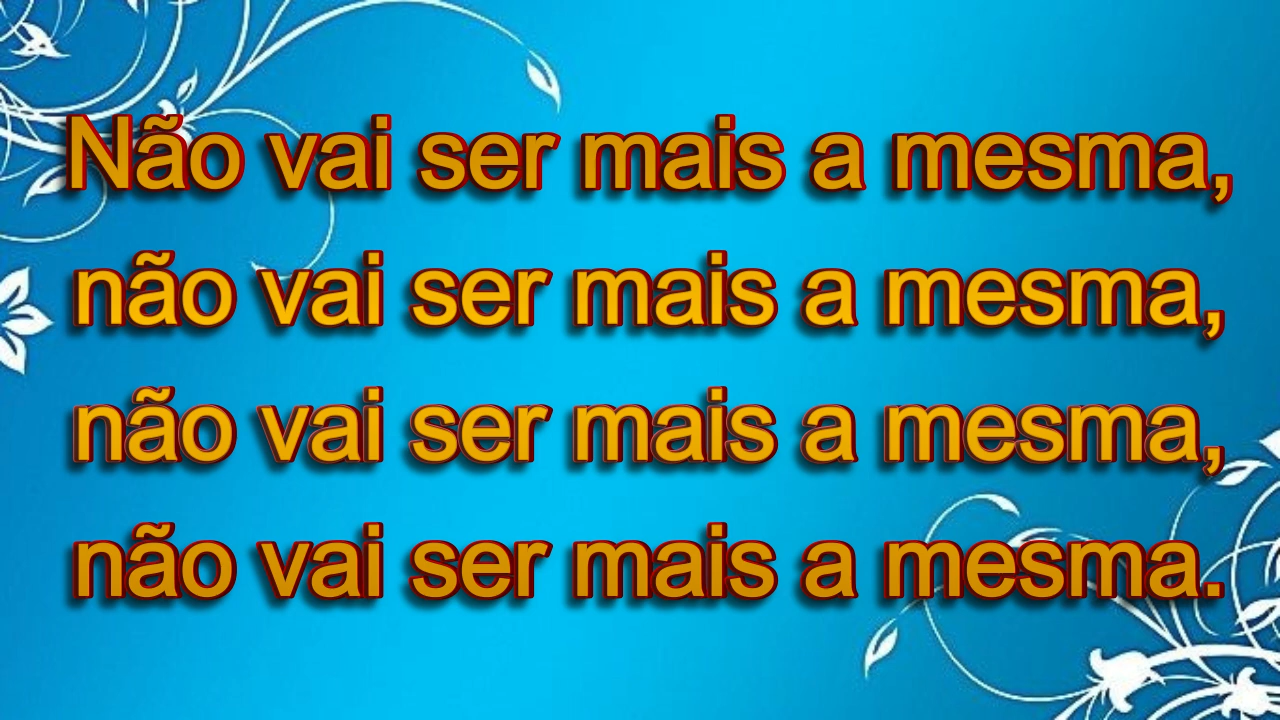 Não vai ser mais a mesma,
não vai ser mais a mesma,
não vai ser mais a mesma,
não vai ser mais a mesma.